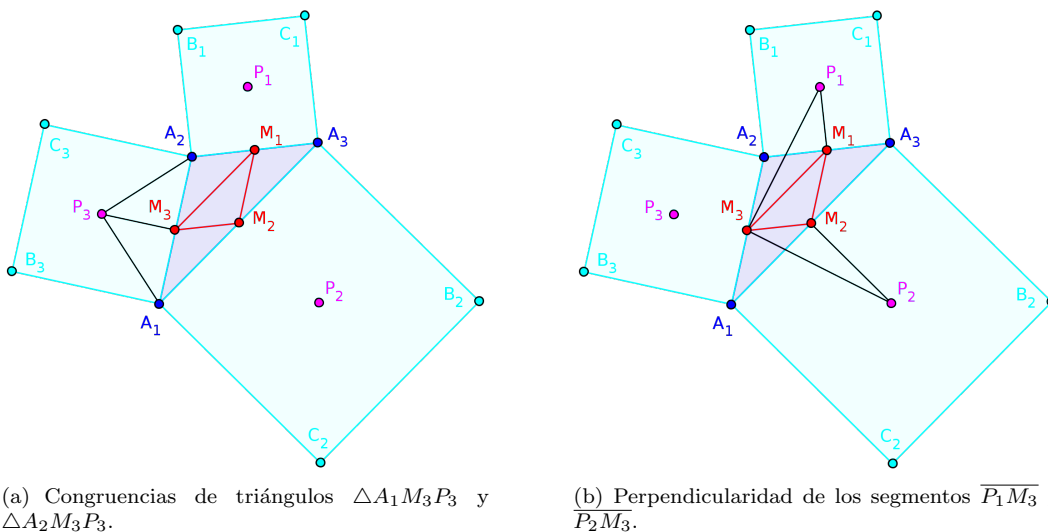 C₁
B₁
P₁
A₂
M₁
A₃
C₃
P₃
M₃
M₂
B₃
P₂
B₂
A₁
C₂
C₁
B₁
P₁
A₂
M₁
A₃
C₃
P₃
M₃
M₂
B₃
P₂
B₂
A₁
C₂
(a) Congruencias de triángulos △A₁M₃P₃ y
△A₂M₃P₃.
(b) Perpendicularidad de los segmentos P₁M₃
P₂M₃.